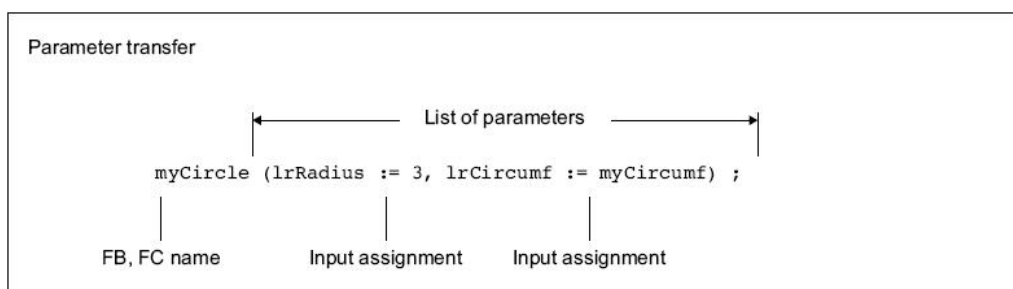 Parameter transfer
List of parameters
myCircle (lrRadius := 3, lrCircumf := myCircumf) ;
FB, FC name Input assignment Input assignment